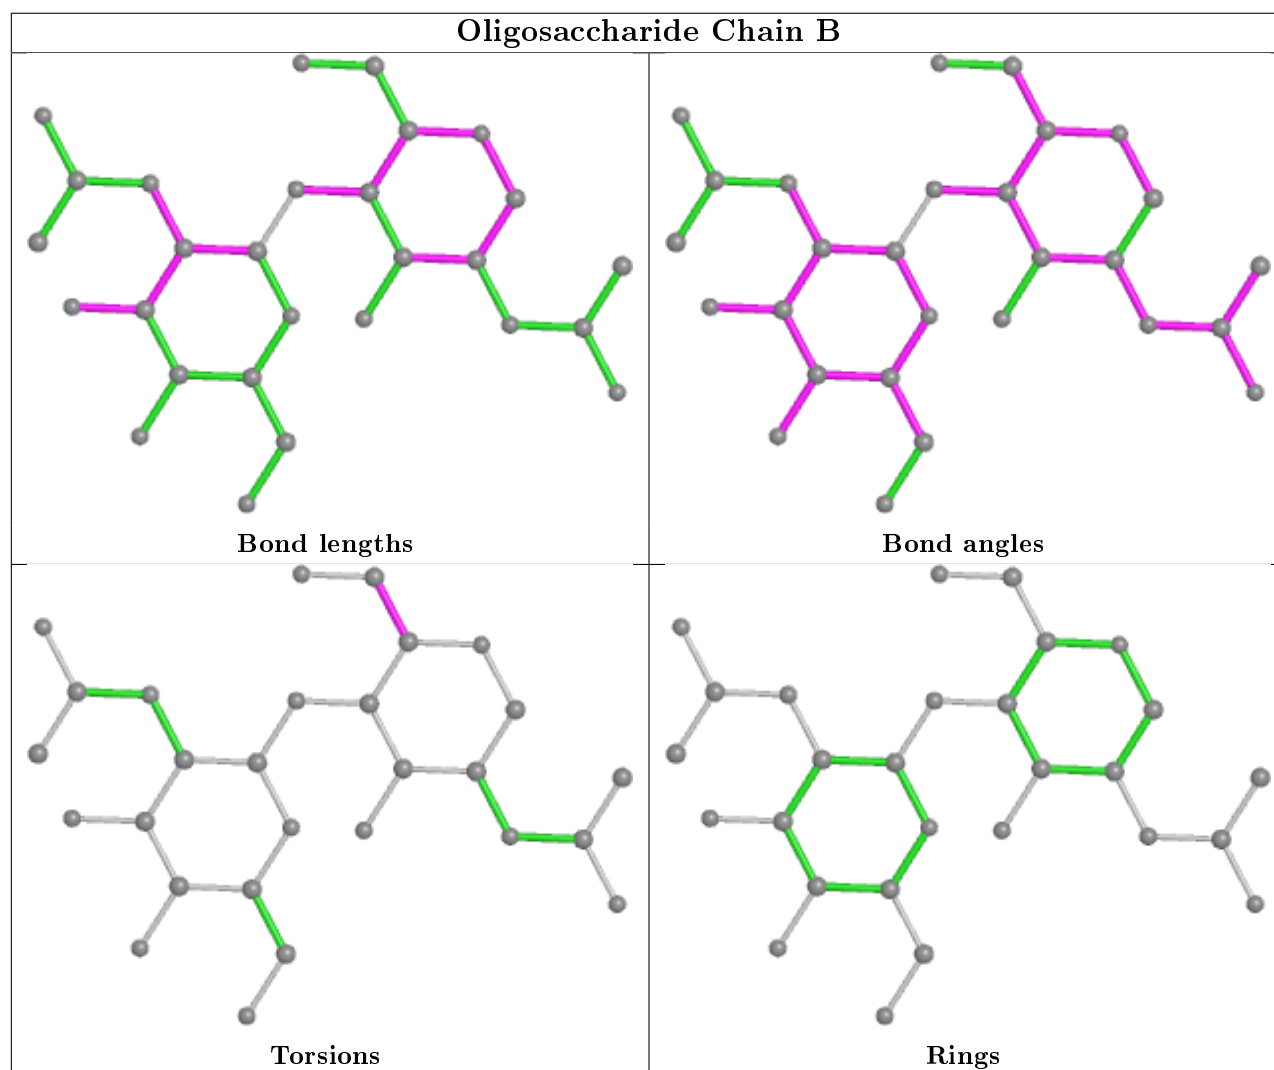 Oligosaccharide Chain B
Bond lengths
Bond angles
Torsions
Rings